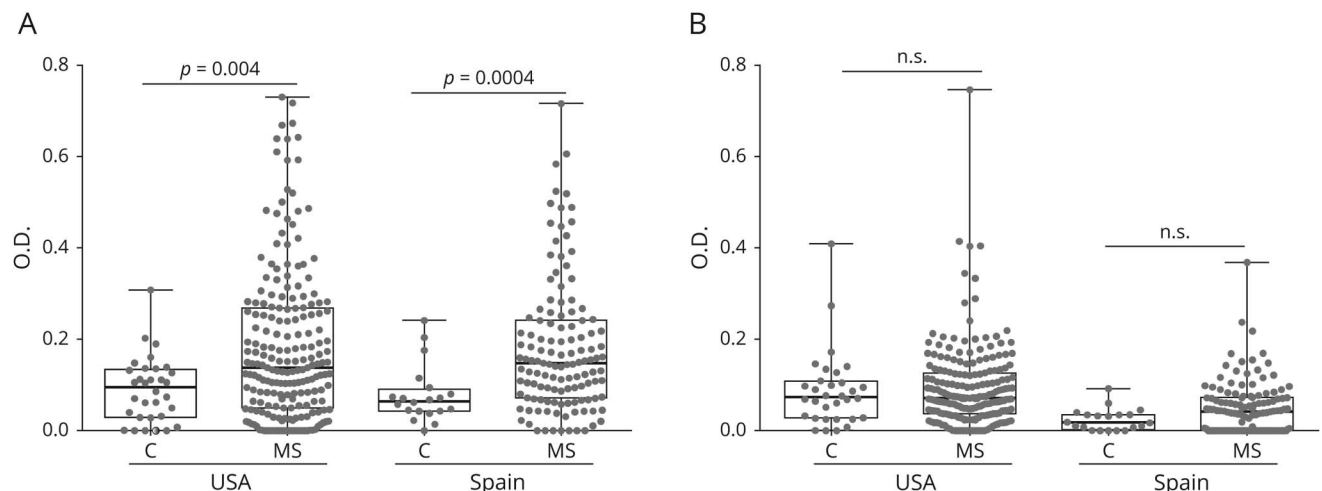 A
B
0.8
0.6
0.4
0.2
0.0
O.D.
p = 0.004
p = 0.0004
C
MS
C
MS
USA
Spain
0.8
0.6
0.4
0.2
0.0
O.D.
n.s.
n.s.
C
MS
C
MS
USA
Spain